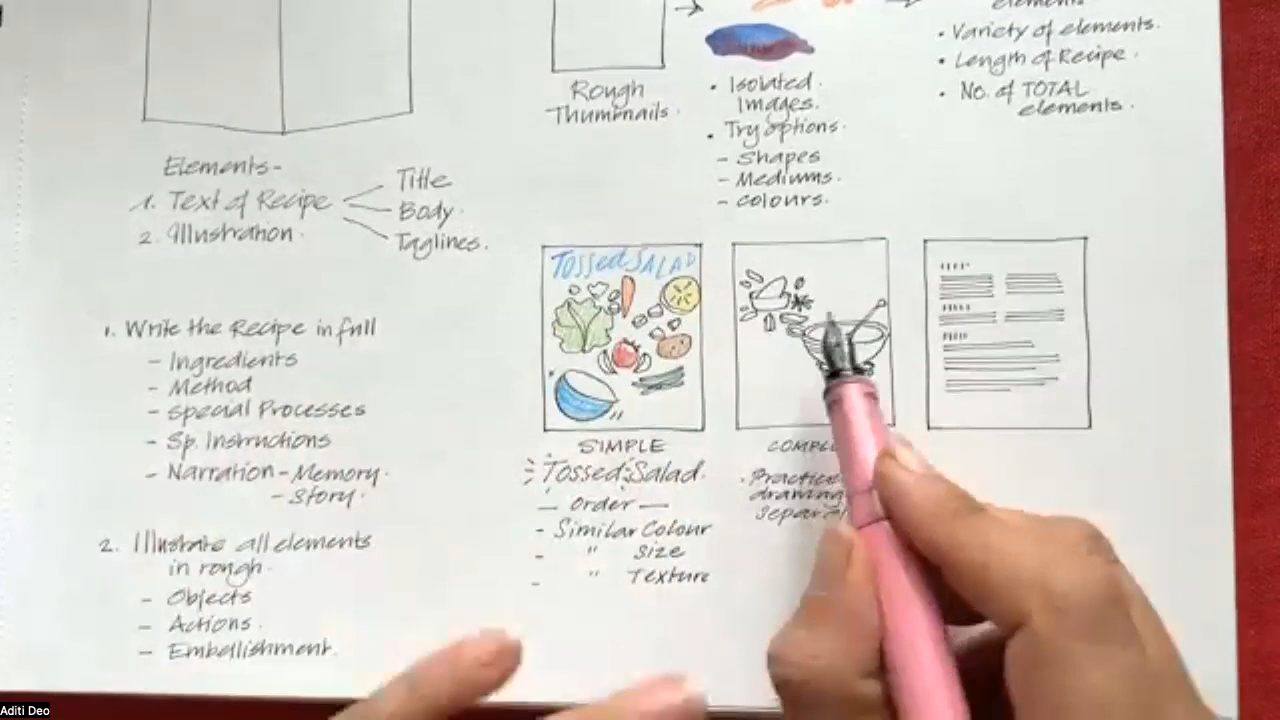 Elements-
1. Text of Recipe
Title
Body.
Taglines.
2. Illustration.
1. Write the Recipe in full
- Ingredients
- Method
- Special Processes
- Sp. Instructions
- Narration - Memory.
- Story.
2. Illustrate all elements
in rough.
- Objects
- Actions.
- Embellishment.
Rough
Thumbnails.
• Isolated.
Images.
• Try options.
- Shapes
- Mediums.
- colours.
elements
• Variety of elements.
• Length of Recipe.
• No. of TOTAL
elements.
TOSSED SALAD
SIMPLE
Tossed Salad.
- Order -
- Similar Colour
- " Size
- " Texture
• Practice
drawing
Aditi Deo